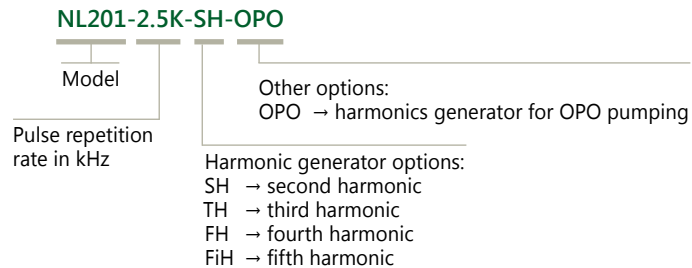 NL201-2.5K-SH-OPO
Model
Other options:
OPO → harmonics generator for OPO pumping
Pulse repetition
rate in kHz
Harmonic generator options:
SH → second harmonic
TH → third harmonic
FH → fourth harmonic
FiH → fifth harmonic